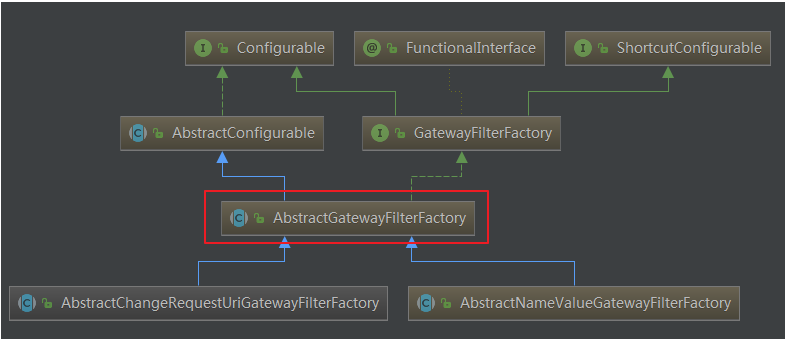 I Configurable
@ FunctionalInterface
I ShortcutConfigurable
C AbstractConfigurable
I GatewayFilterFactory
C AbstractGatewayFilterFactory
C AbstractChangeRequestUriGatewayFilterFactory
C AbstractNameValueGatewayFilterFactory